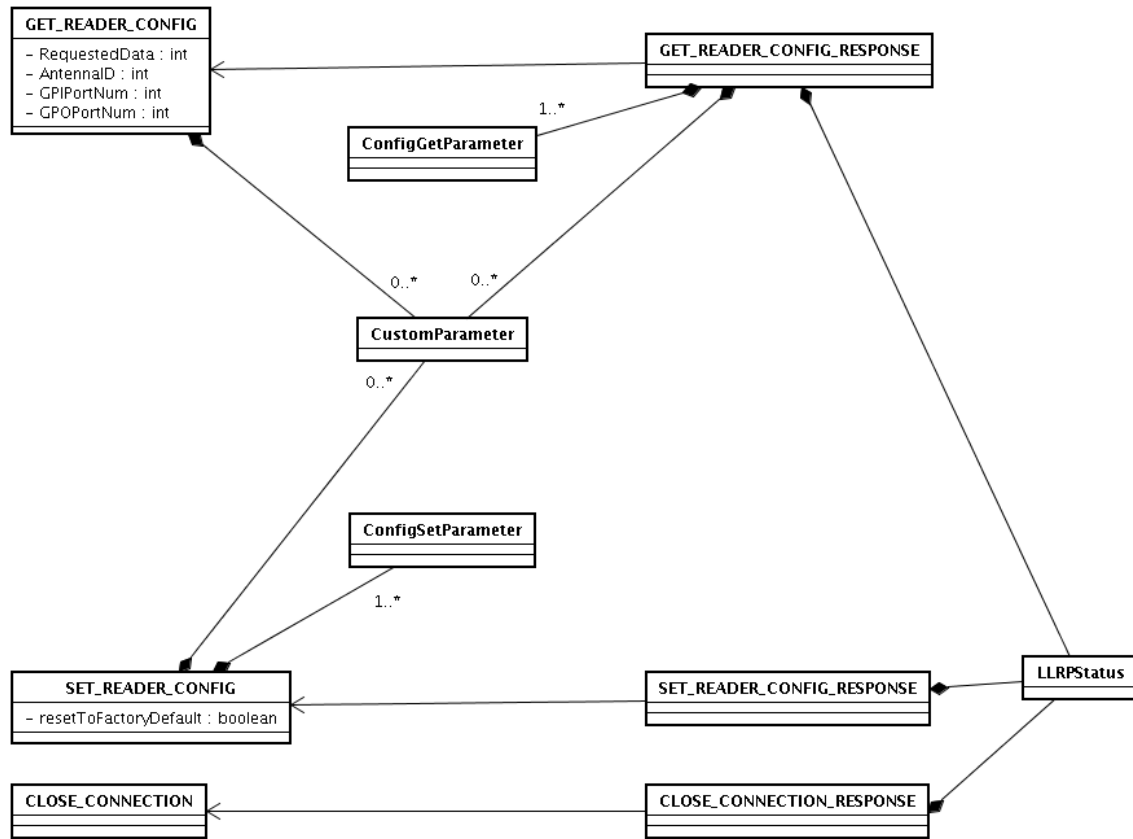 GET_READER_CONFIG
- RequestedData : int
- AntennaID : int
- GPIPortNum : int
- GPOPortNum : int
GET_READER_CONFIG_RESPONSE
1..*
ConfigGetParameter
0..*
0..*
CustomParameter
0..*
ConfigSetParameter
1..*
SET_READER_CONFIG
- resetToFactoryDefault : boolean
SET_READER_CONFIG_RESPONSE
LLRPStatus
CLOSE_CONNECTION
CLOSE_CONNECTION_RESPONSE